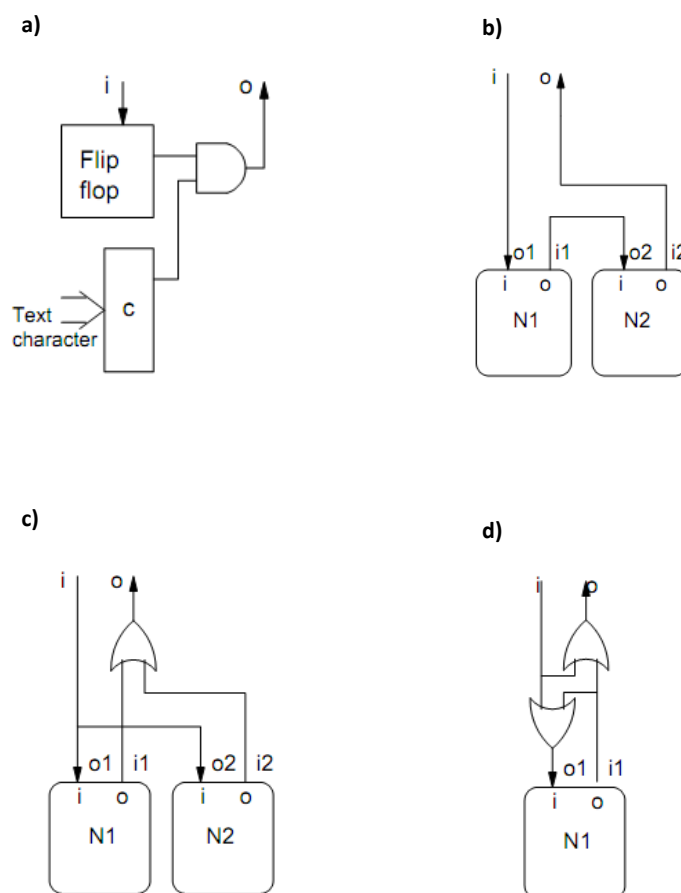 a)
i
o
Flip
flop
Text
character
c
b)
i
o
o1 i1
o2 i2
i o
i o
N1
N2
c)
i
o
o1 i1
o2 i2
i o
i o
N1
N2
d)
i
o
o1 i1
i o
N1